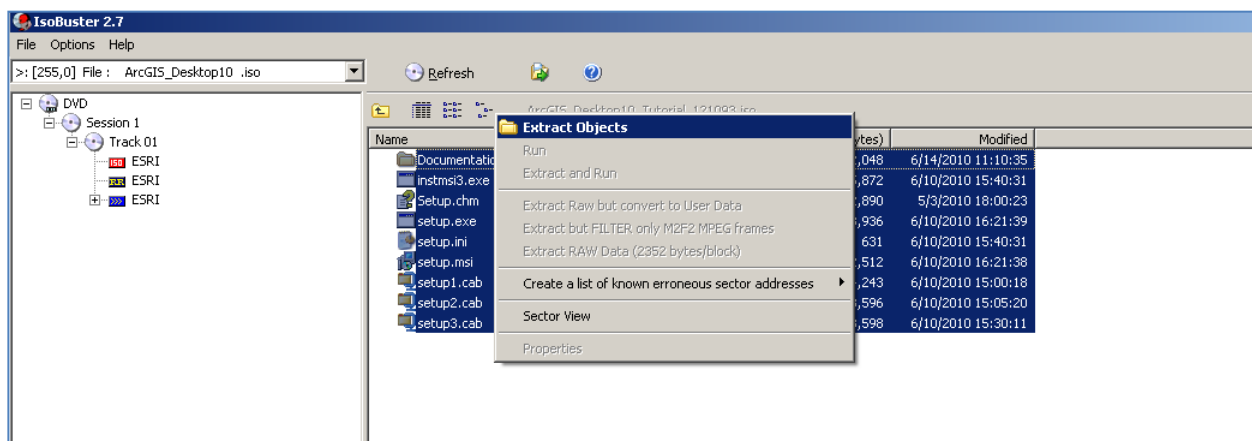 IsoBuster 2.7
File Options Help
>: [255,0] File : ArcGIS_Desktop10 .iso
Refresh
DVD
Session 1
Track 01
ISO ESRI
ESRI
ESRI
ArcGIS_Desktop10_Tutorial_121093.iso
Name ytes) Modified
Documentatio ,048 6/14/2010 11:10:35
instmsi3.exe ,872 6/10/2010 15:40:31
Setup.chm ,890 5/3/2010 18:00:23
setup.exe ,936 6/10/2010 16:21:39
setup.ini 631 6/10/2010 15:40:31
setup.msi ,512 6/10/2010 16:21:38
setup1.cab ,243 6/10/2010 15:00:18
setup2.cab ,596 6/10/2010 15:05:20
setup3.cab ,598 6/10/2010 15:30:11
Extract Objects
Run
Extract and Run
Extract Raw but convert to User Data
Extract but FILTER only M2F2 MPEG frames
Extract RAW Data (2352 bytes/block)
Create a list of known erroneous sector addresses
Sector View
Properties